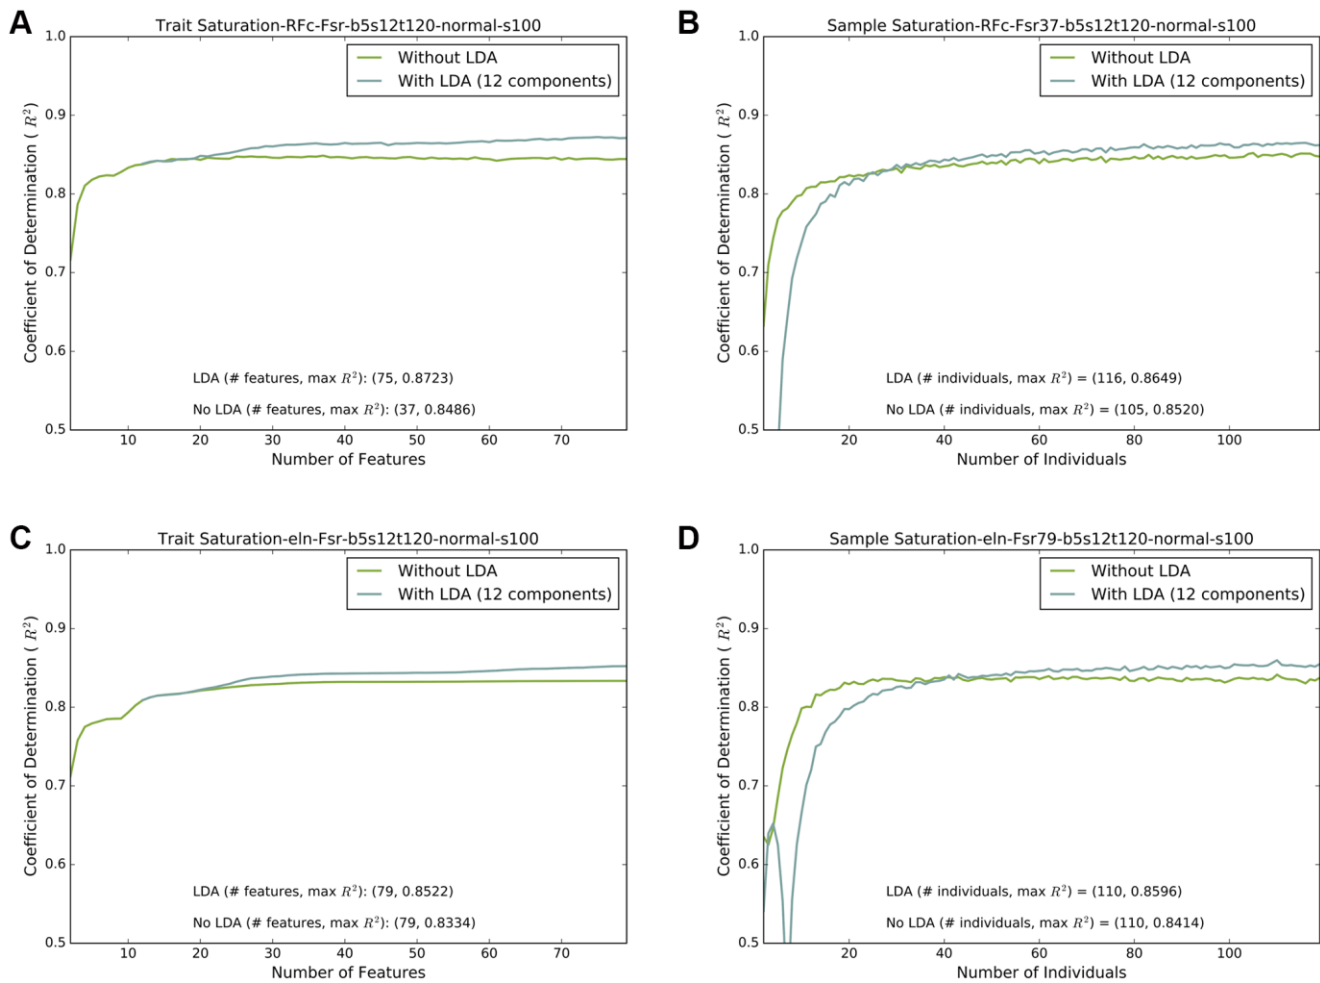 A
Trait Saturation-RFc-Fsr-b5s12t120-normal-s100
1.0
0.9
0.8
0.7
0.6
0.5
Coefficient of Determination ( R²)
Without LDA
With LDA (12 components)
LDA (# features, max R²): (75, 0.8723)
No LDA (# features, max R²): (37, 0.8486)
10 20 30 40 50 60 70
Number of Features
B
Sample Saturation-RFc-Fsr37-b5s12t120-normal-s100
1.0
0.9
0.8
0.7
0.6
0.5
Coefficient of Determination ( R²)
Without LDA
With LDA (12 components)
LDA (# individuals, max R²) = (116, 0.8649)
No LDA (# individuals, max R²) = (105, 0.8520)
20 40 60 80 100
Number of Individuals
C
Trait Saturation-eln-Fsr-b5s12t120-normal-s100
1.0
0.9
0.8
0.7
0.6
0.5
Coefficient of Determination ( R²)
Without LDA
With LDA (12 components)
LDA (# features, max R²): (79, 0.8522)
No LDA (# features, max R²): (79, 0.8334)
10 20 30 40 50 60 70
Number of Features
D
Sample Saturation-eln-Fsr79-b5s12t120-normal-s100
1.0
0.9
0.8
0.7
0.6
0.5
Coefficient of Determination ( R²)
Without LDA
With LDA (12 components)
LDA (# individuals, max R²) = (110, 0.8596)
No LDA (# individuals, max R²) = (110, 0.8414)
20 40 60 80 100
Number of Individuals